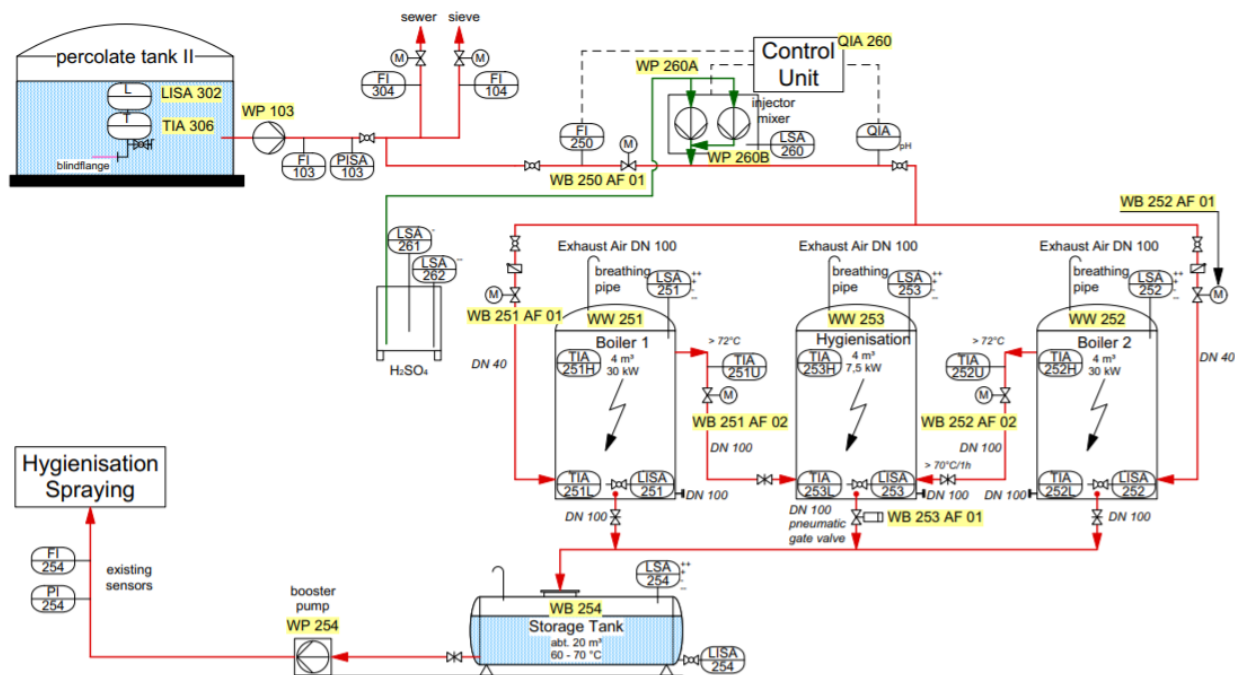 sewer
sieve
percolate tank II
L
LISA 302
T
TIA 306
blindflange
WP 103
FI
103
PISA
103
M
FI
304
M
FI
104
QIA 260
Control
Unit
WP 260A
injector
mixer
LSA
260
WP 260B
FI
250
M
WB 250 AF 01
QIA
pH
WB 252 AF 01
LSA
261
-
LSA
262
--
H₂SO₄
M
WB 251 AF 01
DN 40
Exhaust Air DN 100
breathing
pipe
LSA
251
++
+
-
--
WW 251
Boiler 1
4 m³
30 kW
TIA
251H
TIA
251L
LISA
251
DN 100
DN 100
> 72°C
TIA
251U
M
WB 251 AF 02
DN 100
Exhaust Air DN 100
breathing
pipe
LSA
253
++
+
-
--
WW 253
Hygienisation
4 m³
7,5 kW
TIA
253H
TIA
253L
LISA
253
DN 100
DN 100
pneumatic
gate valve
WB 253 AF 01
> 72°C
TIA
252U
M
WB 252 AF 02
DN 100
> 70°C/1h
Exhaust Air DN 100
breathing
pipe
LSA
252
++
+
-
--
WW 252
Boiler 2
4 m³
30 kW
TIA
252H
TIA
252L
LISA
252
DN 100
DN 100
M
DN 40
Hygienisation
Spraying
FI
254
PI
254
existing
sensors
booster
pump
WP 254
LSA
254
++
+
-
--
WB 254
Storage Tank
abt. 20 m³
60 - 70 °C
LISA
254